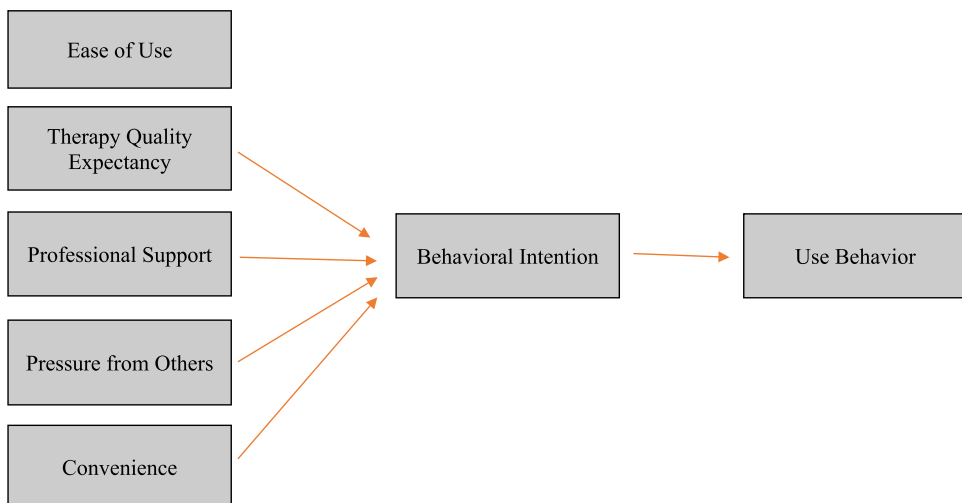 Ease of Use
Therapy Quality
Expectancy
Professional Support
Pressure from Others
Convenience
Behavioral Intention
Use Behavior